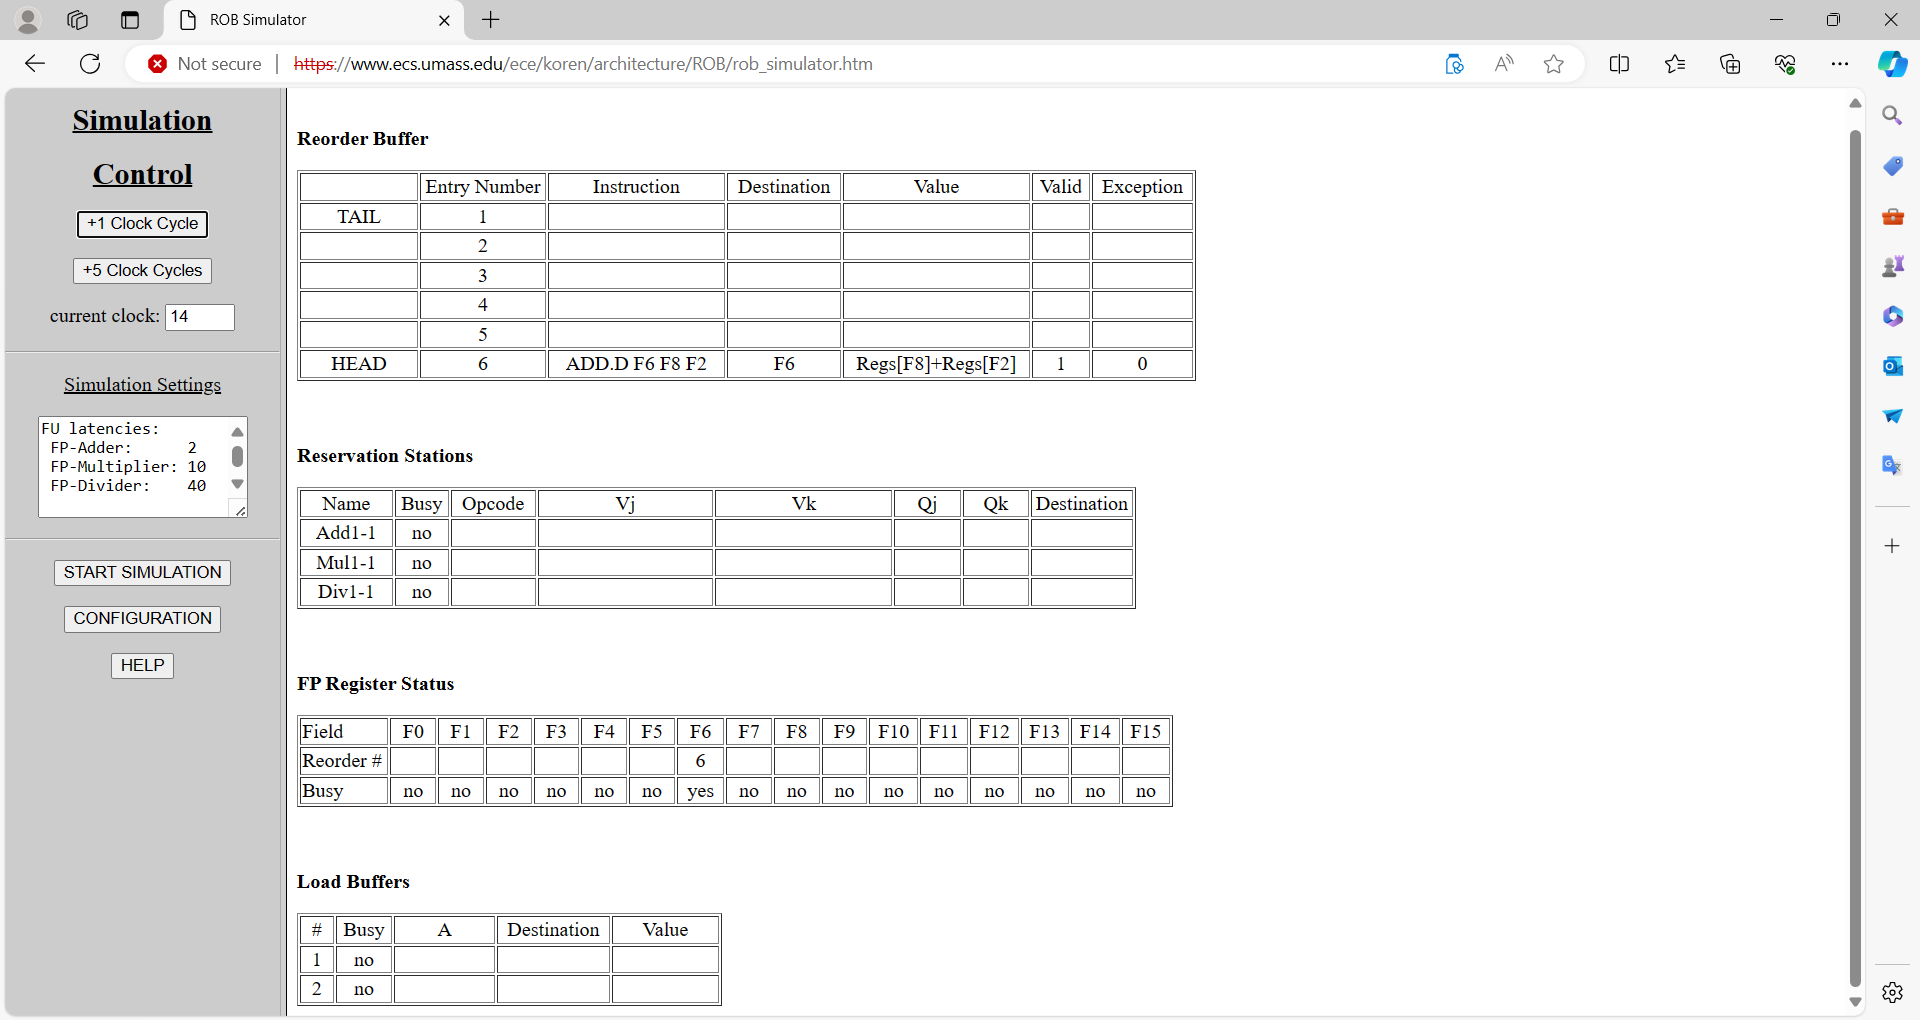 ROB Simulator
Not secure | https://www.ecs.umass.edu/ece/koren/architecture/ROB/rob_simulator.htm
Simulation
Control
+1 Clock Cycle
+5 Clock Cycles
current clock: 14
Simulation Settings
FU latencies:
FP-Adder: 2
FP-Multiplier: 10
FP-Divider: 40
START SIMULATION
CONFIGURATION
HELP
Reorder Buffer
Entry Number Instruction Destination Value Valid Exception
TAIL 1
2
3
4
5
HEAD 6 ADD.D F6 F8 F2 F6 Regs[F8]+Regs[F2] 1 0
Reservation Stations
Name Busy Opcode Vj Vk Qj Qk Destination
Add1-1 no
Mul1-1 no
Div1-1 no
FP Register Status
Field F0 F1 F2 F3 F4 F5 F6 F7 F8 F9 F10 F11 F12 F13 F14 F15
Reorder # 6
Busy no no no no no no yes no no no no no no no no no
Load Buffers
# Busy A Destination Value
1 no
2 no